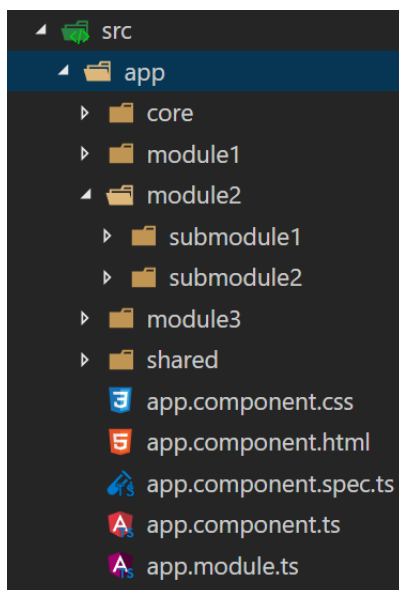 src
app
core
module1
module2
submodule1
submodule2
module3
shared
app.component.css
app.component.html
app.component.spec.ts
app.component.ts
app.module.ts